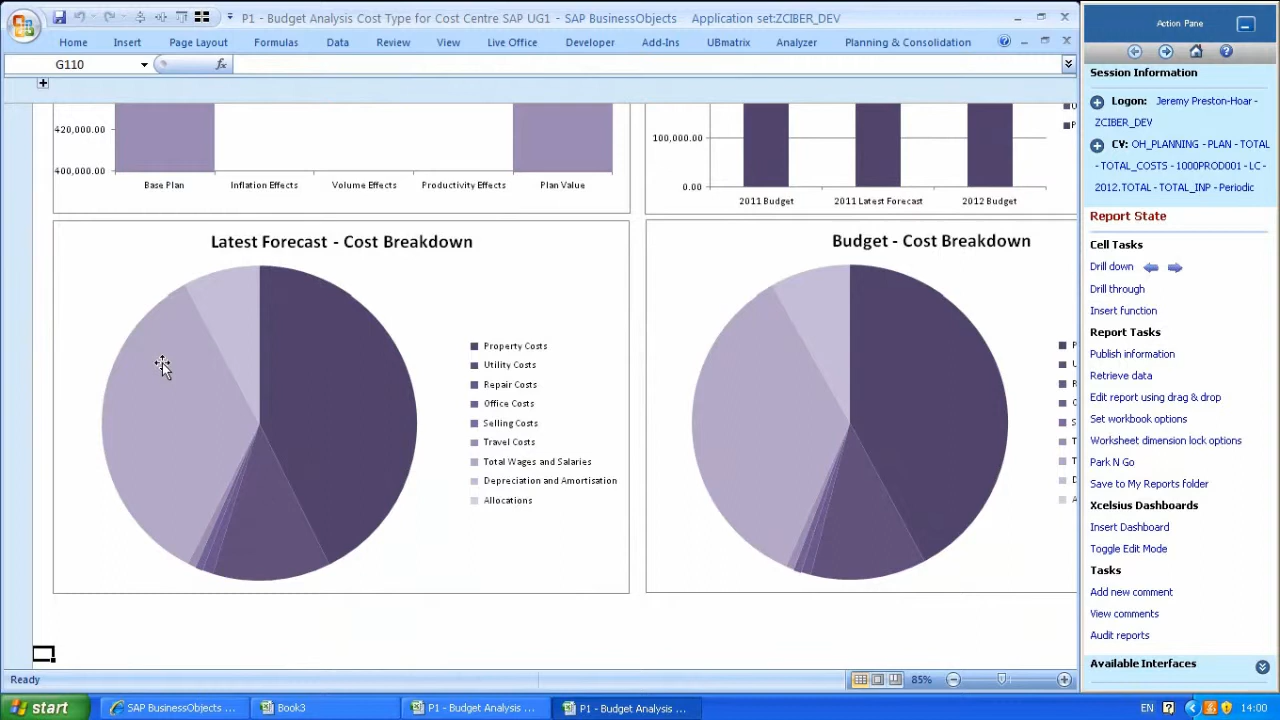 P1 - Budget Analysis Cost Type for Cost Centre SAP UG1 - SAP BusinessObjects Application set:ZCIBER_DEV
Home Insert Page Layout Formulas Data Review View Live Office Developer Add-Ins UBmatrix Analyzer Planning & Consolidation
G110
fx
420,000.00
400,000.00
Base Plan Inflation Effects Volume Effects Productivity Effects Plan Value
100,000.00
0.00
2011 Budget 2011 Latest Forecast 2012 Budget
Latest Forecast - Cost Breakdown
Property Costs
Utility Costs
Repair Costs
Office Costs
Selling Costs
Travel Costs
Total Wages and Salaries
Depreciation and Amortisation
Allocations
Budget - Cost Breakdown
Action Pane
Session Information
Logon: Jeremy Preston-Hoar -
ZCIBER_DEV
CV: OH_PLANNING - PLAN - TOTAL
- TOTAL_COSTS - 1000PROD001 - LC -
2012.TOTAL - TOTAL_INP - Periodic
Report State
Cell Tasks
Drill down
Drill through
Insert function
Report Tasks
Publish information
Retrieve data
Edit report using drag & drop
Set workbook options
Worksheet dimension lock options
Park N Go
Save to My Reports folder
Xcelsius Dashboards
Insert Dashboard
Toggle Edit Mode
Tasks
Add new comment
View comments
Audit reports
Available Interfaces
Ready
85%
start
SAP BusinessObjects ...
Book3
P1 - Budget Analysis ...
P1 - Budget Analysis ...
EN
14:00